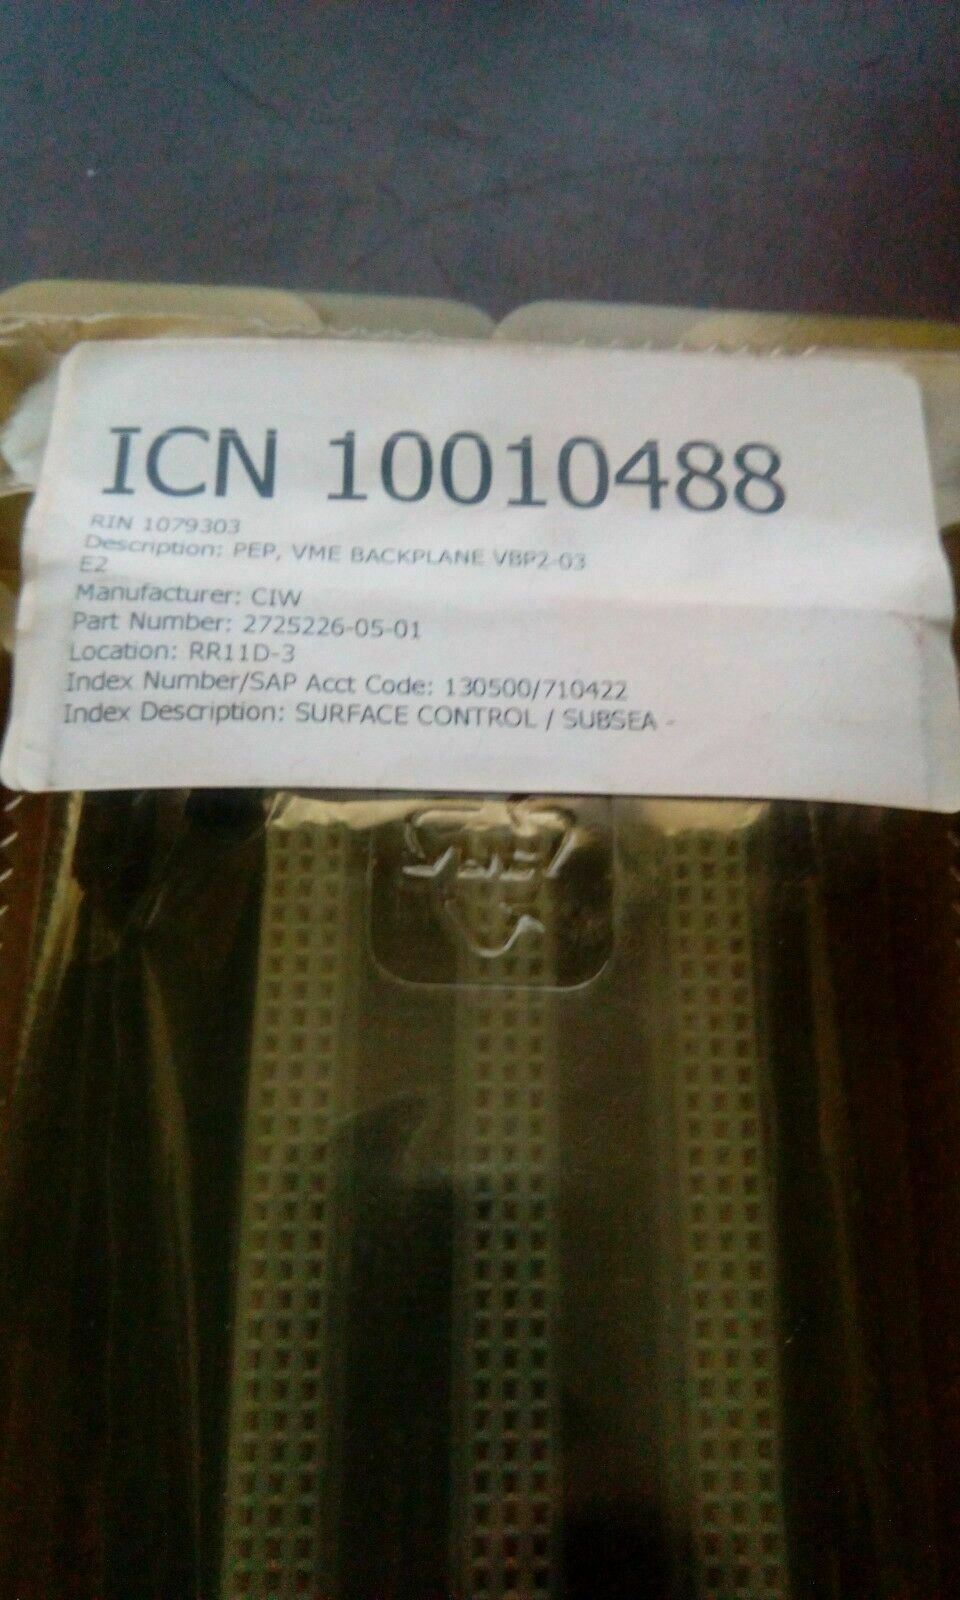 ICN 10010488
RIN 1079303
Description: PEP, VME BACKPLANE VBP2-03
E2
Manufacturer: CIW
Part Number: 2725226-05-01
Location: RR11D-3
Index Number/SAP Acct Code: 130500/710422
Index Description: SURFACE CONTROL / SUBSEA -